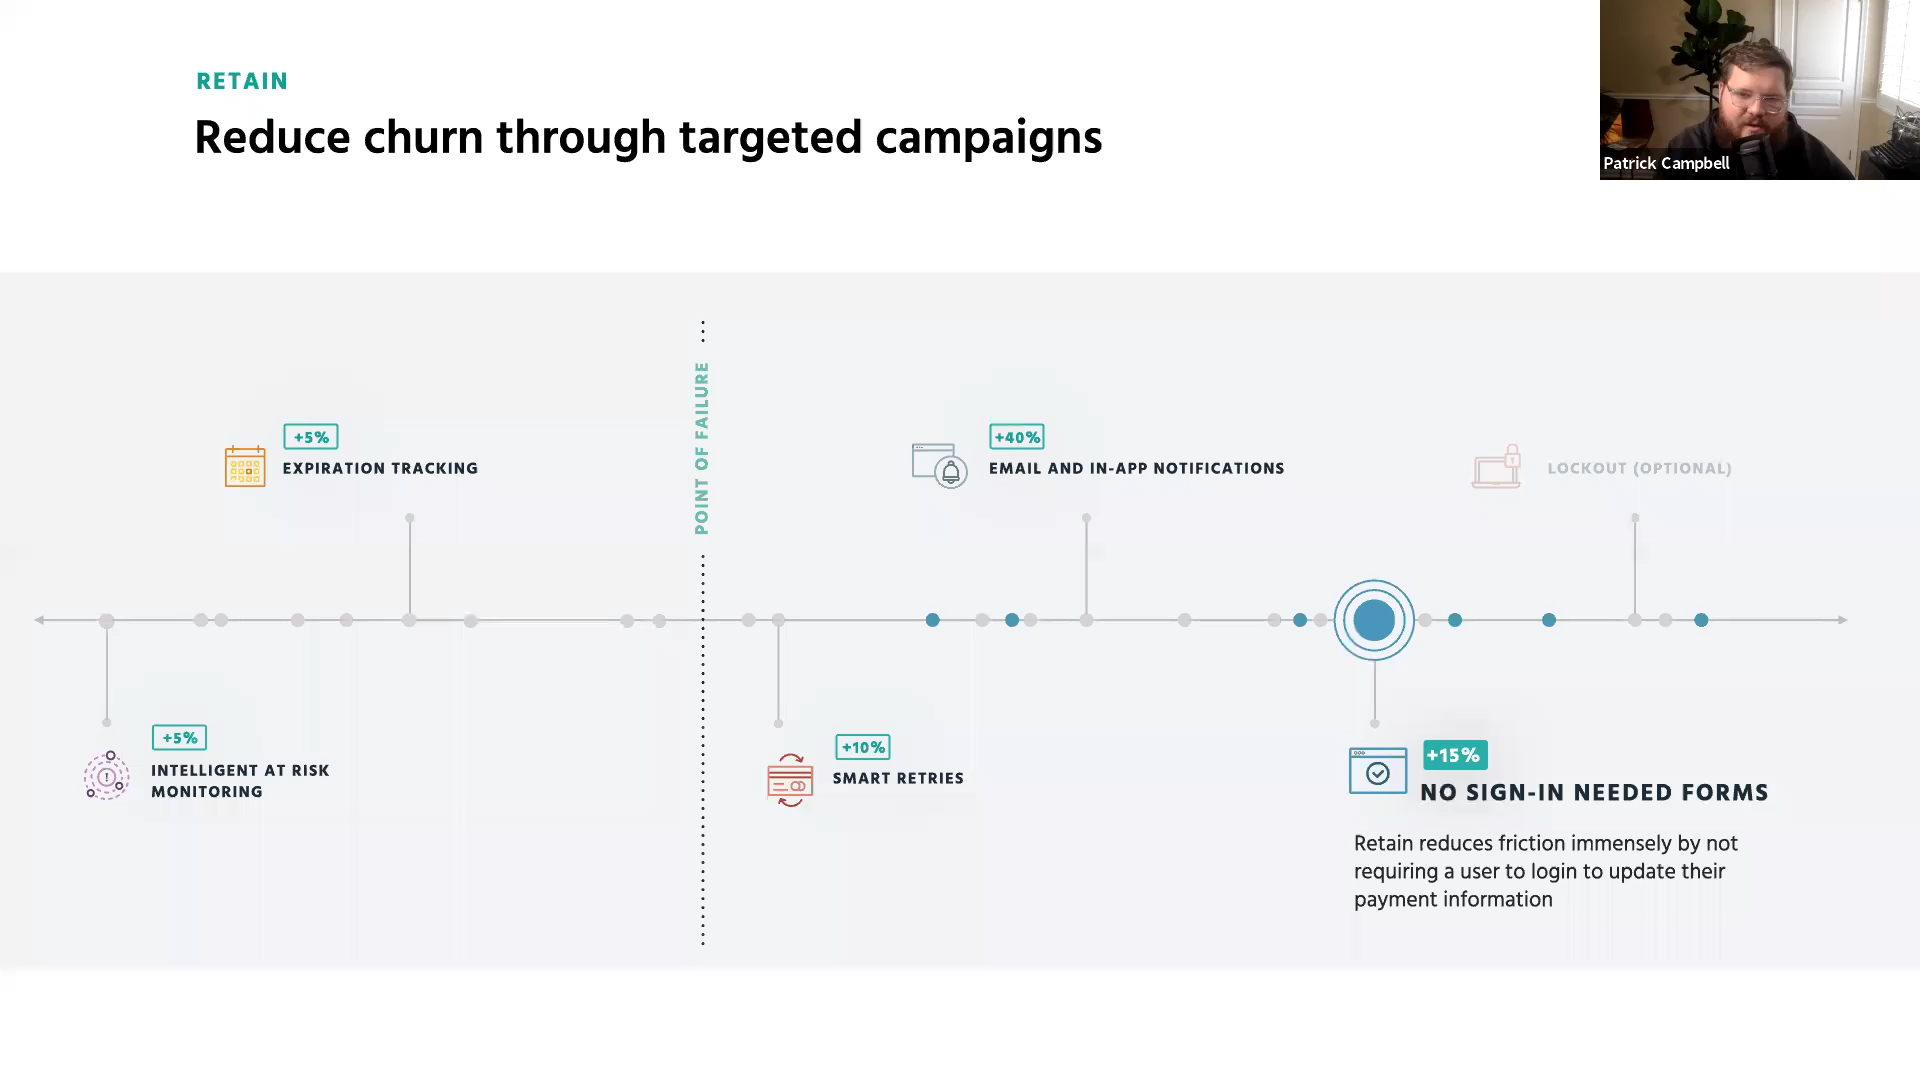 RETAIN
Reduce churn through targeted campaigns
Patrick Campbell
+5%
EXPIRATION TRACKING
POINT OF FAILURE
+40%
EMAIL AND IN-APP NOTIFICATIONS
LOCKOUT (OPTIONAL)
+5%
INTELLIGENT AT RISK
MONITORING
+10%
SMART RETRIES
+15%
NO SIGN-IN NEEDED FORMS
Retain reduces friction immensely by not
requiring a user to login to update their
payment information